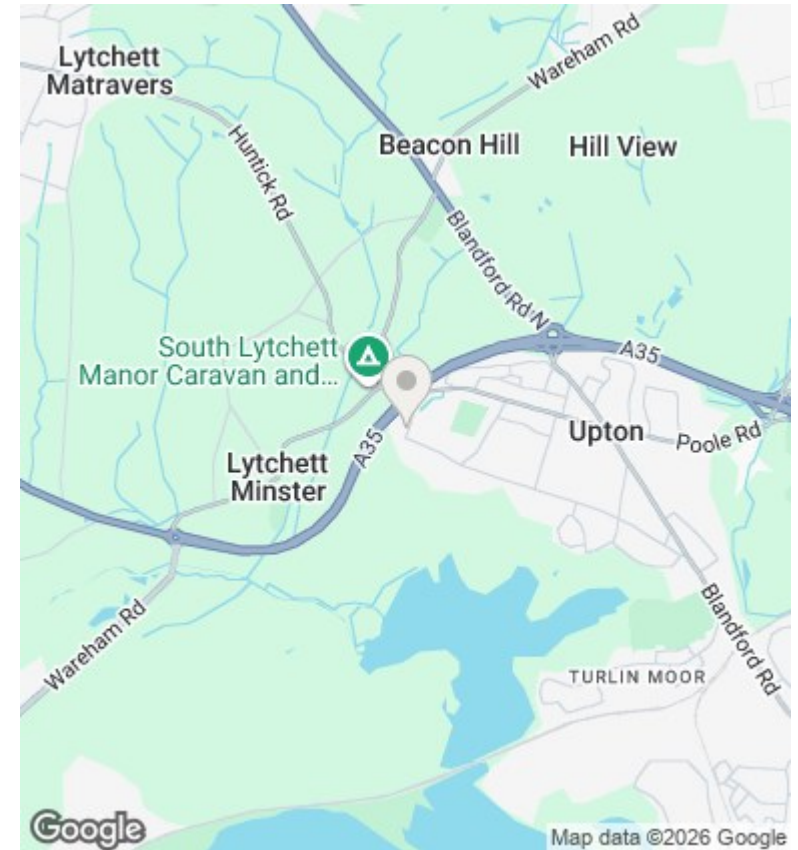 Lytchett
Matravers
Wareham Rd
Beacon Hill
Hill View
Huntick Rd
Blandford Rd N
South Lytchett
Manor Caravan and...
A35
A35
Upton
Poole Rd
Lytchett
Minster
Wareham Rd
Blandford Rd
TURLIN MOOR
Google
Map data ©2026 Google